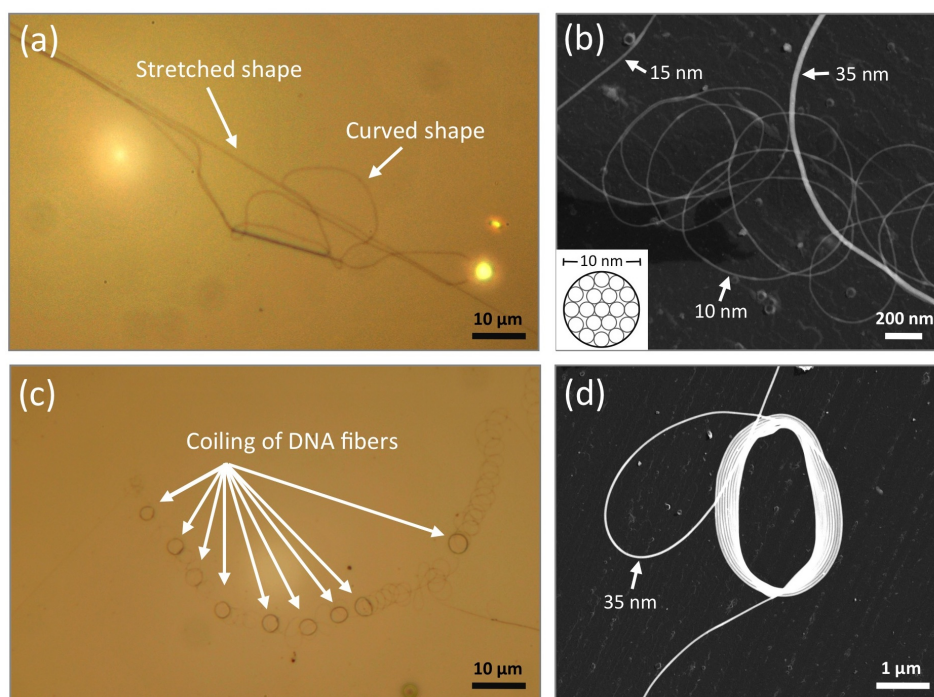 (a)
Stretched shape
Curved shape
10 µm
(b)
15 nm
35 nm
10 nm
10 nm
200 nm
(c)
Coiling of DNA fibers
10 µm
(d)
35 nm
1 µm